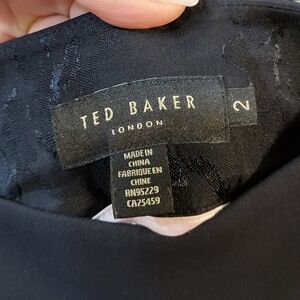 TED BAKER
LONDON
2
MADE IN
CHINA
FABRIQUE EN
CHINE
RN95229
CA25459